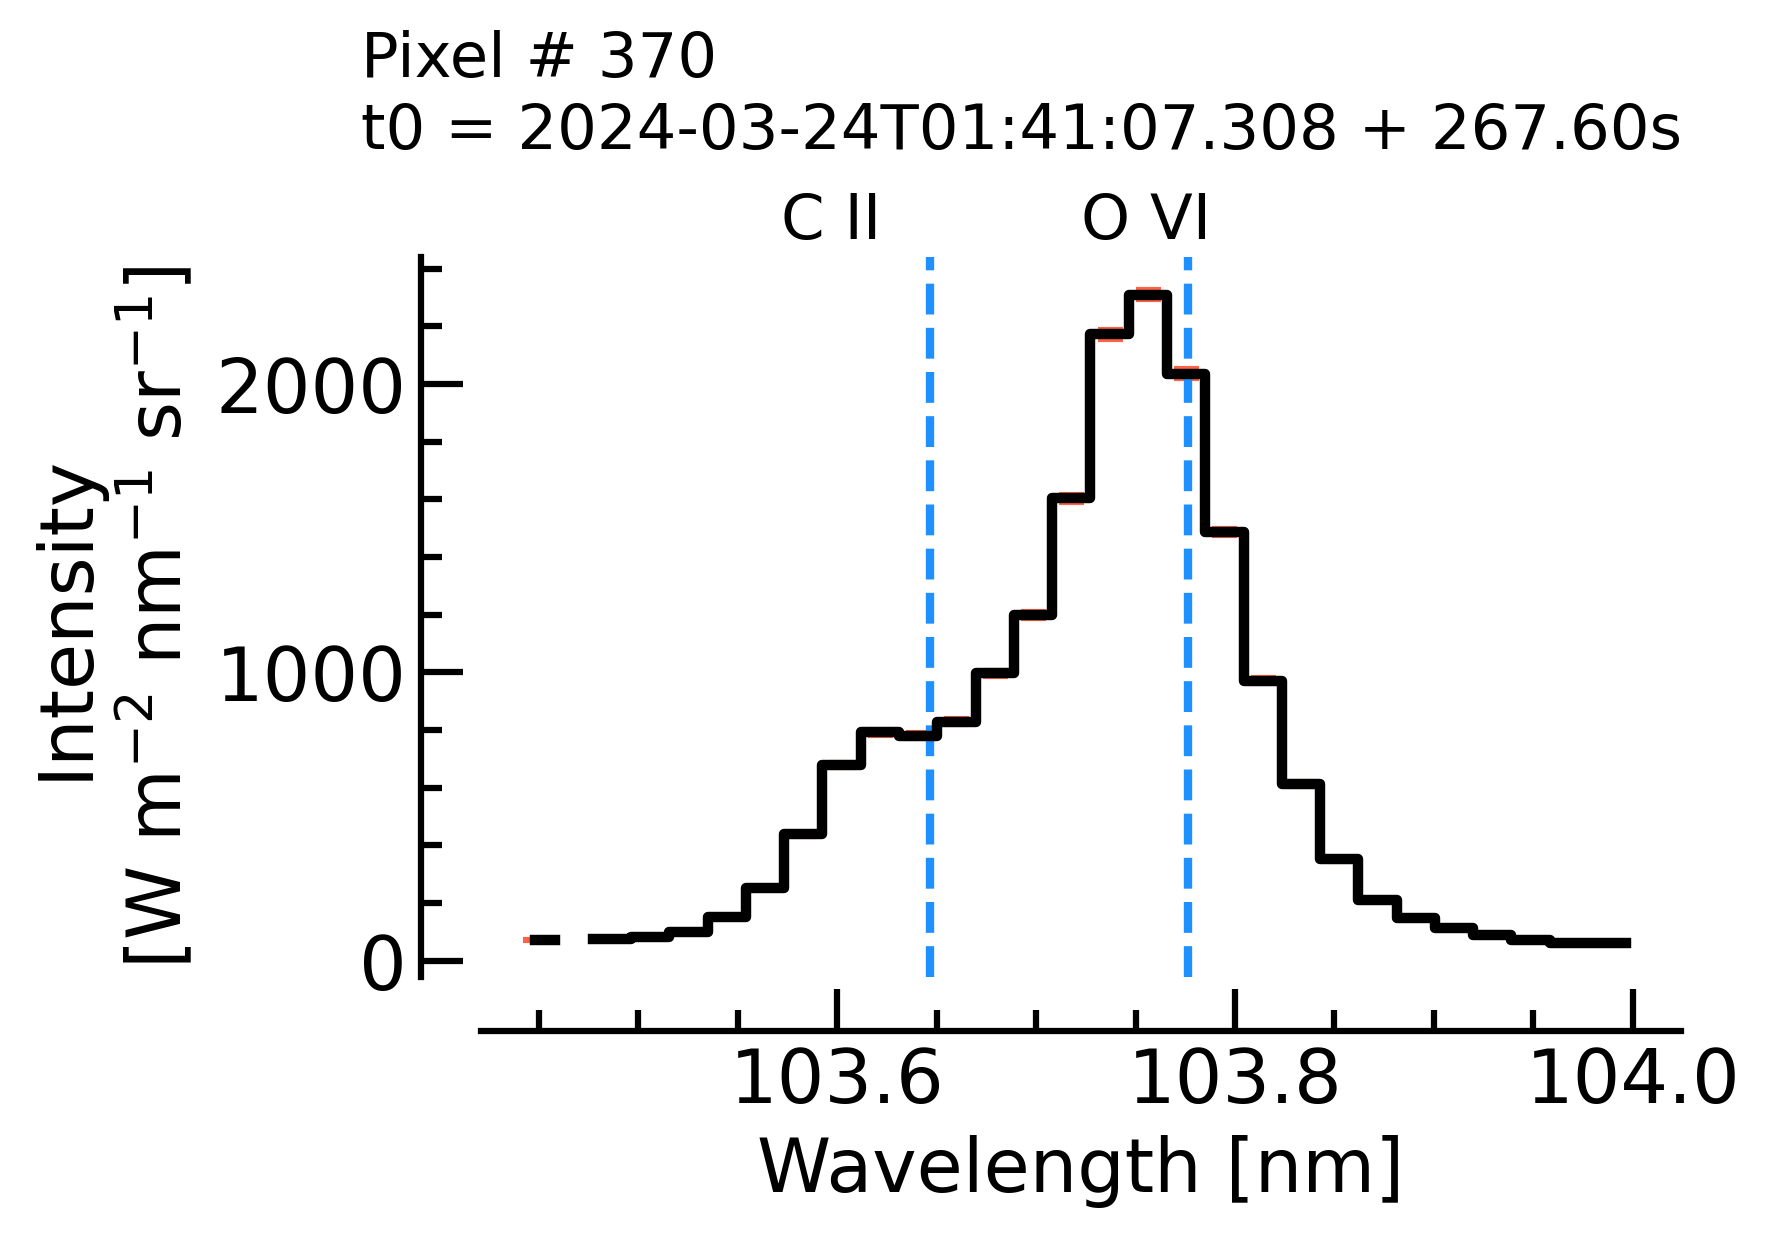 Pixel # 370
t0 = 2024-03-24T01:41:07.308 + 267.60s
C II O VI
Intensity
[W m⁻² nm⁻¹ sr⁻¹]
2000
1000
0
103.6 103.8 104.0
Wavelength [nm]